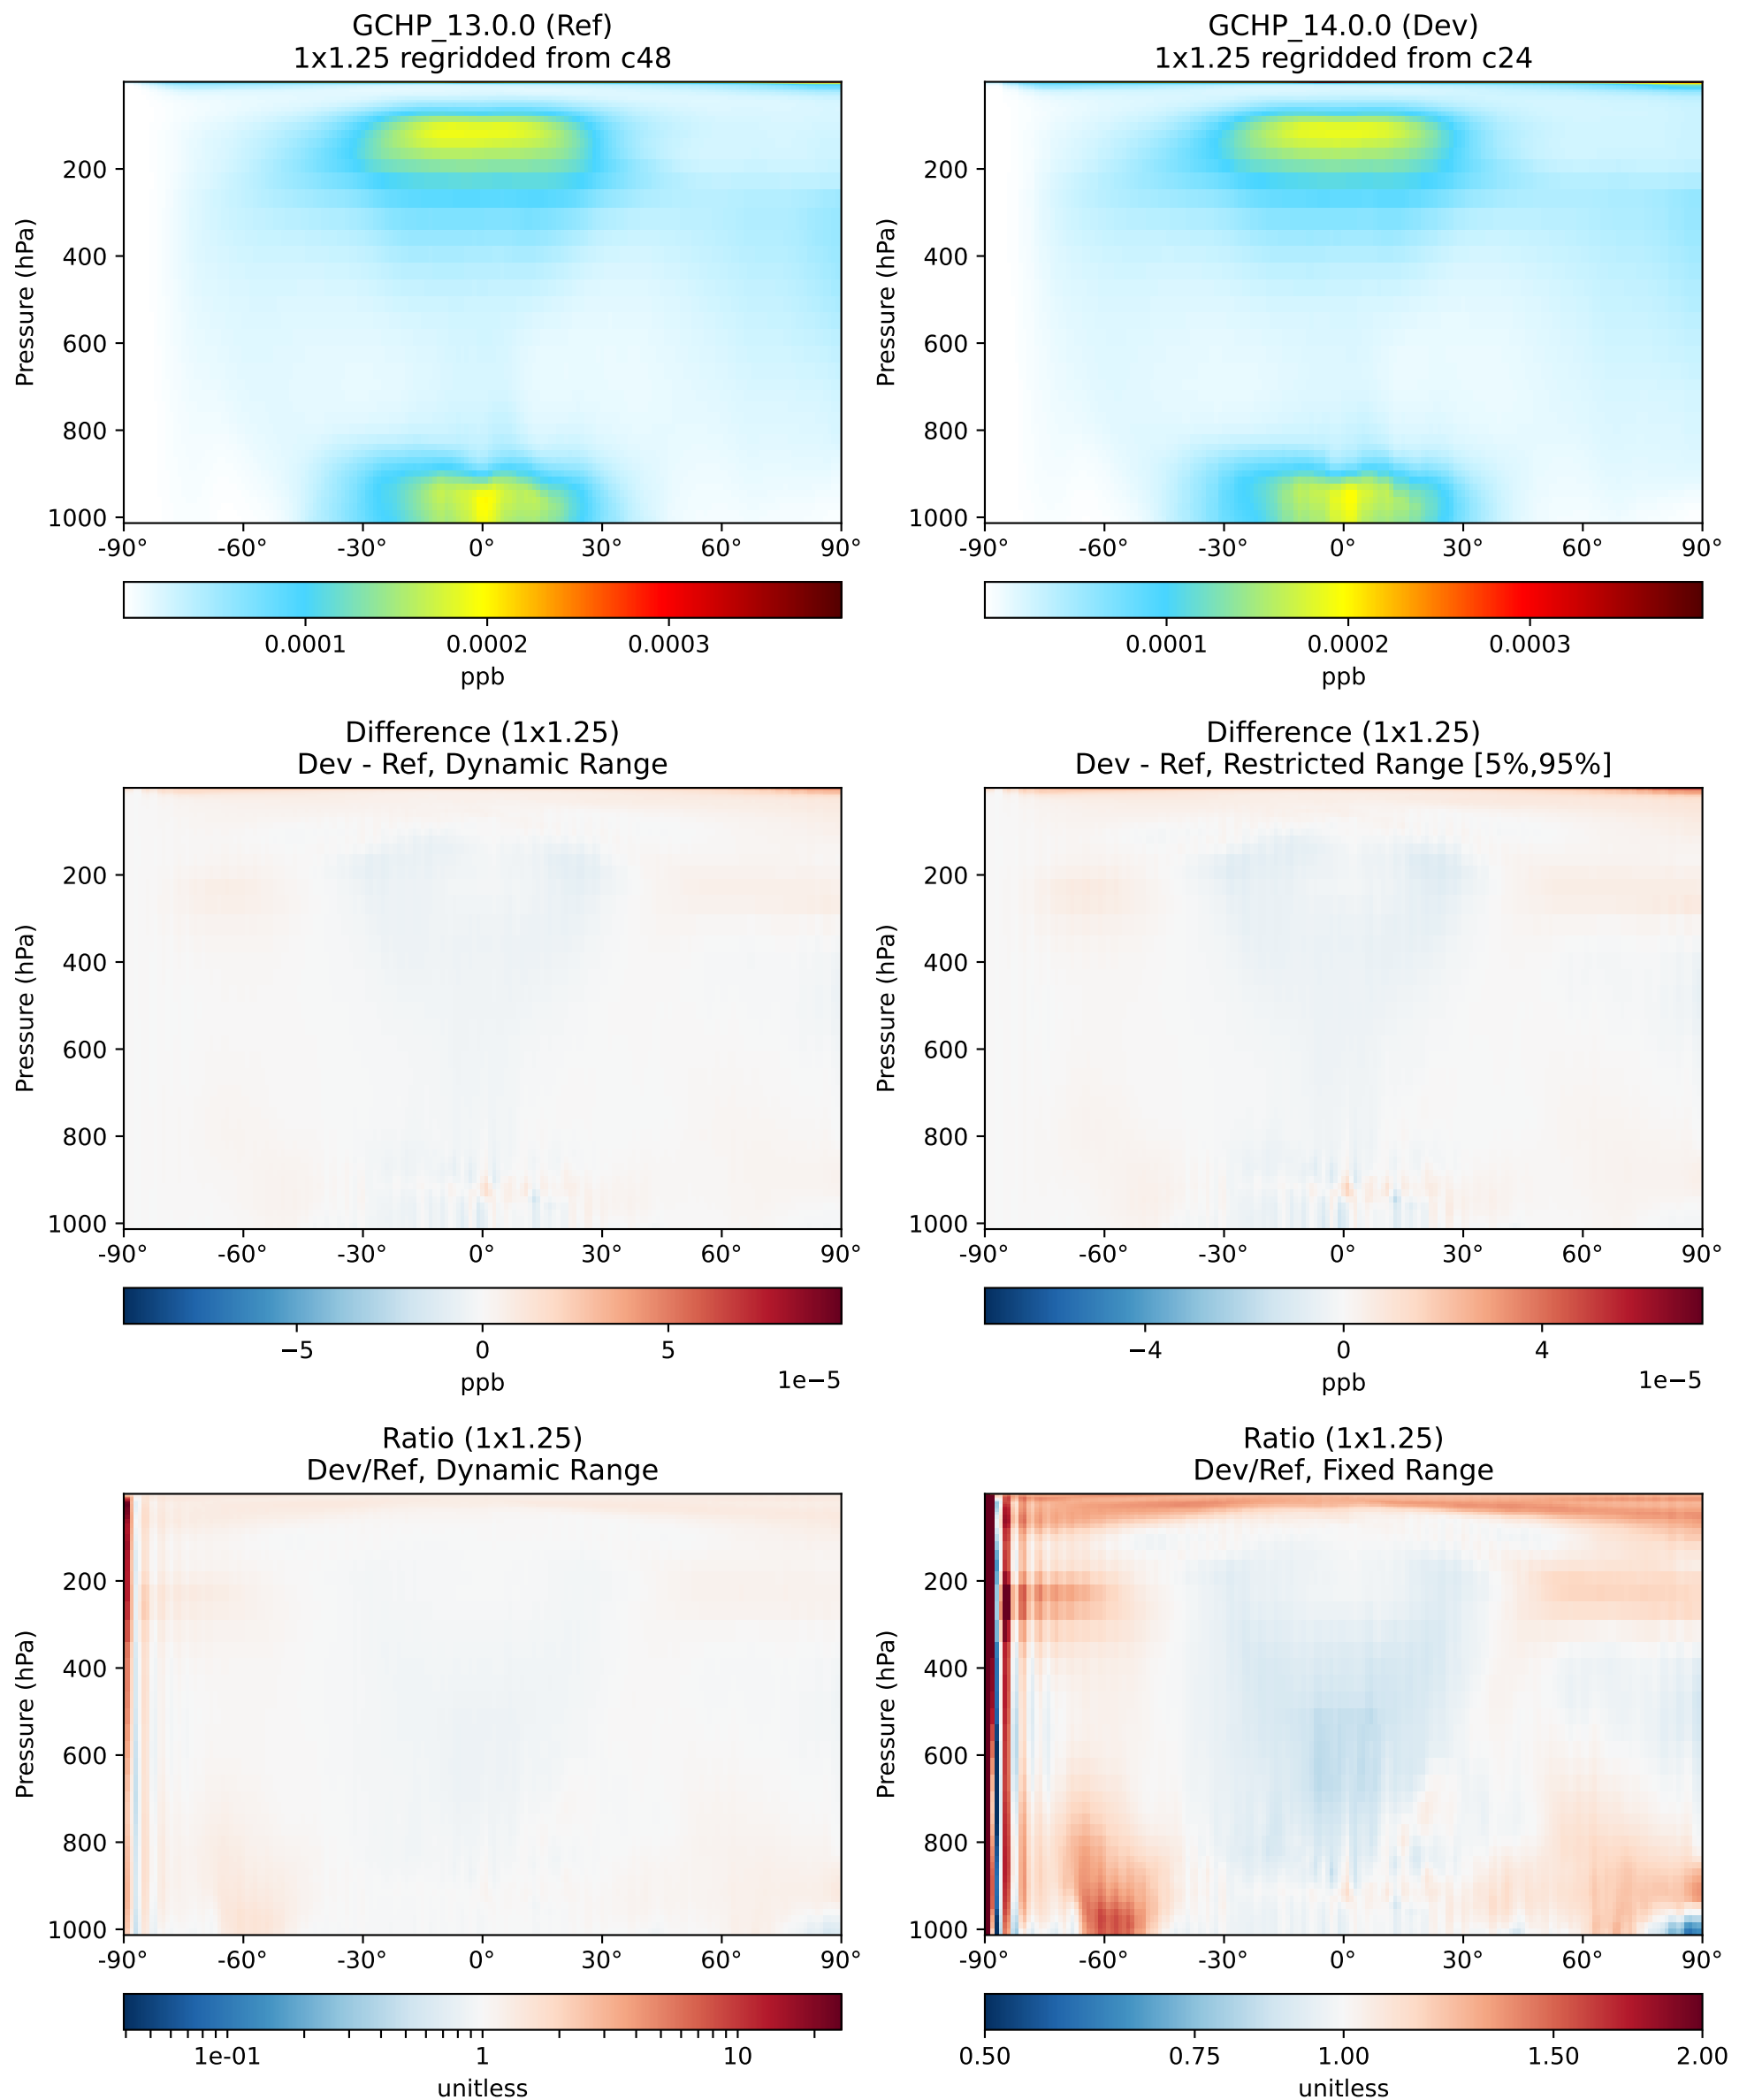 GCHP_13.0.0 (Ref)
1x1.25 regridded from c48
Pressure (hPa)
200
400
600
800
1000
-90° -60° -30° 0° 30° 60° 90°
0.0001 0.0002 0.0003
ppb
GCHP_14.0.0 (Dev)
1x1.25 regridded from c24
Pressure (hPa)
200
400
600
800
1000
-90° -60° -30° 0° 30° 60° 90°
0.0001 0.0002 0.0003
ppb
Difference (1x1.25)
Dev - Ref, Dynamic Range
Pressure (hPa)
200
400
600
800
1000
-90° -60° -30° 0° 30° 60° 90°
−5 0 5
ppb 1e−5
Difference (1x1.25)
Dev - Ref, Restricted Range [5%,95%]
Pressure (hPa)
200
400
600
800
1000
-90° -60° -30° 0° 30° 60° 90°
−4 0 4
ppb 1e−5
Ratio (1x1.25)
Dev/Ref, Dynamic Range
Pressure (hPa)
200
400
600
800
1000
-90° -60° -30° 0° 30° 60° 90°
1e-01 1 10
unitless
Ratio (1x1.25)
Dev/Ref, Fixed Range
Pressure (hPa)
200
400
600
800
1000
-90° -60° -30° 0° 30° 60° 90°
0.50 0.75 1.00 1.50 2.00
unitless